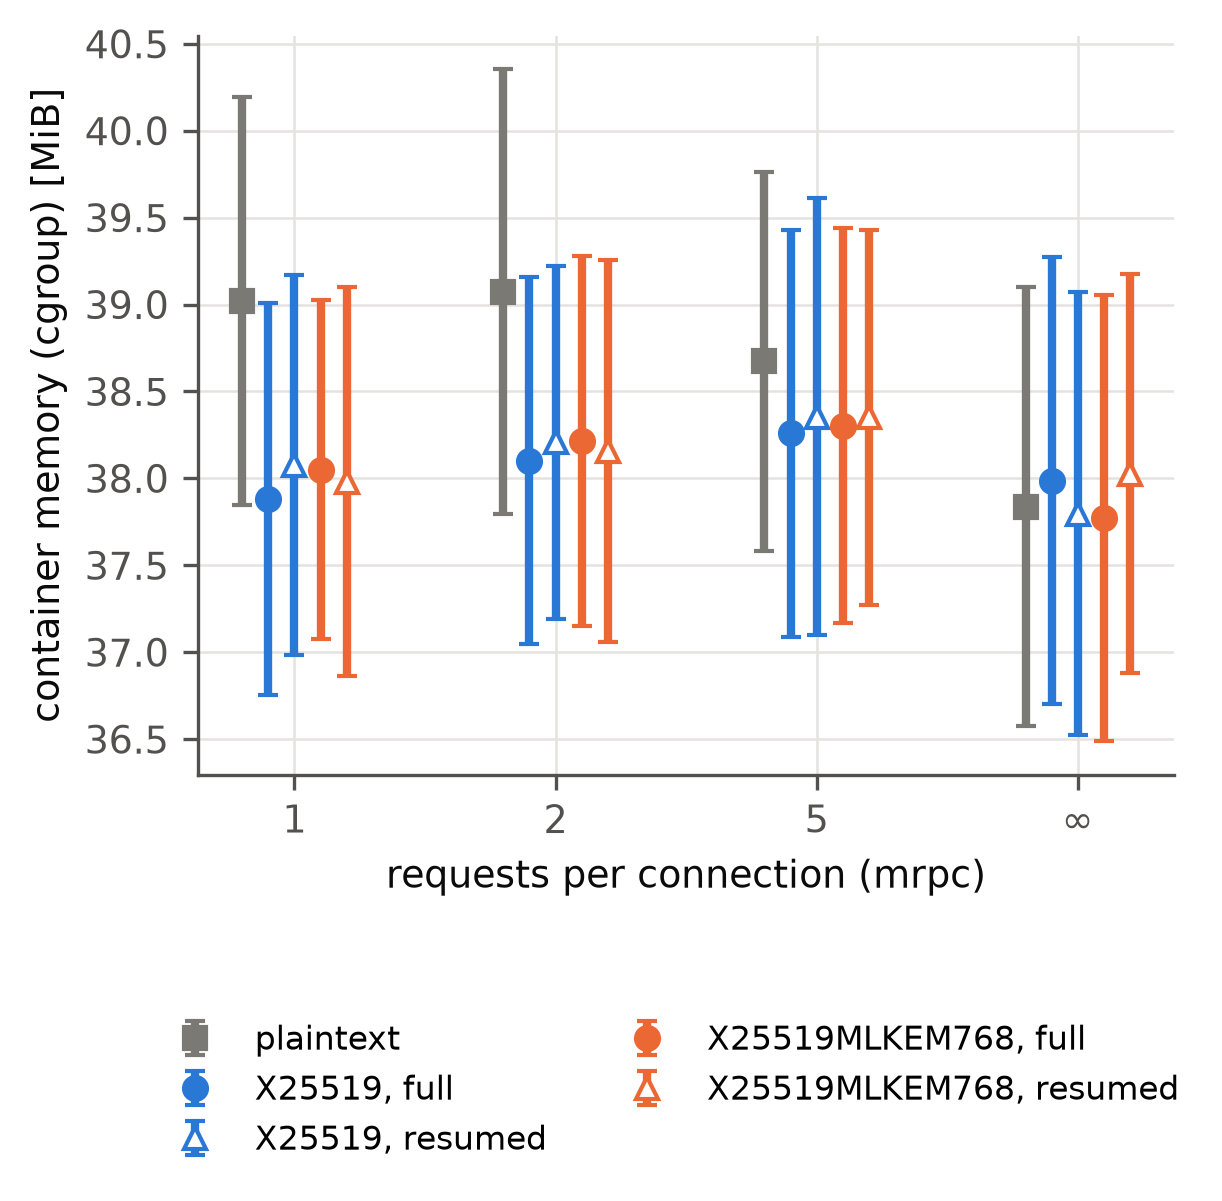 container memory (cgroup) [MiB]
40.5
40.0
39.5
39.0
38.5
38.0
37.5
37.0
36.5
1 2 5 ∞
requests per connection (mrpc)
plaintext
X25519, full
X25519, resumed
X25519MLKEM768, full
X25519MLKEM768, resumed